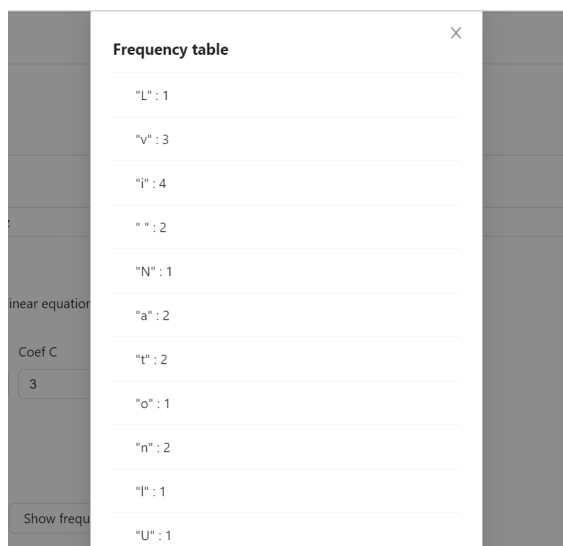 Frequency table
"L" : 1
"v" : 3
"i" : 4
" " : 2
"N" : 1
"a" : 2
"t" : 2
"o" : 1
"n" : 2
"l" : 1
"U" : 1
inear equation
Coef C
3
Show frequ